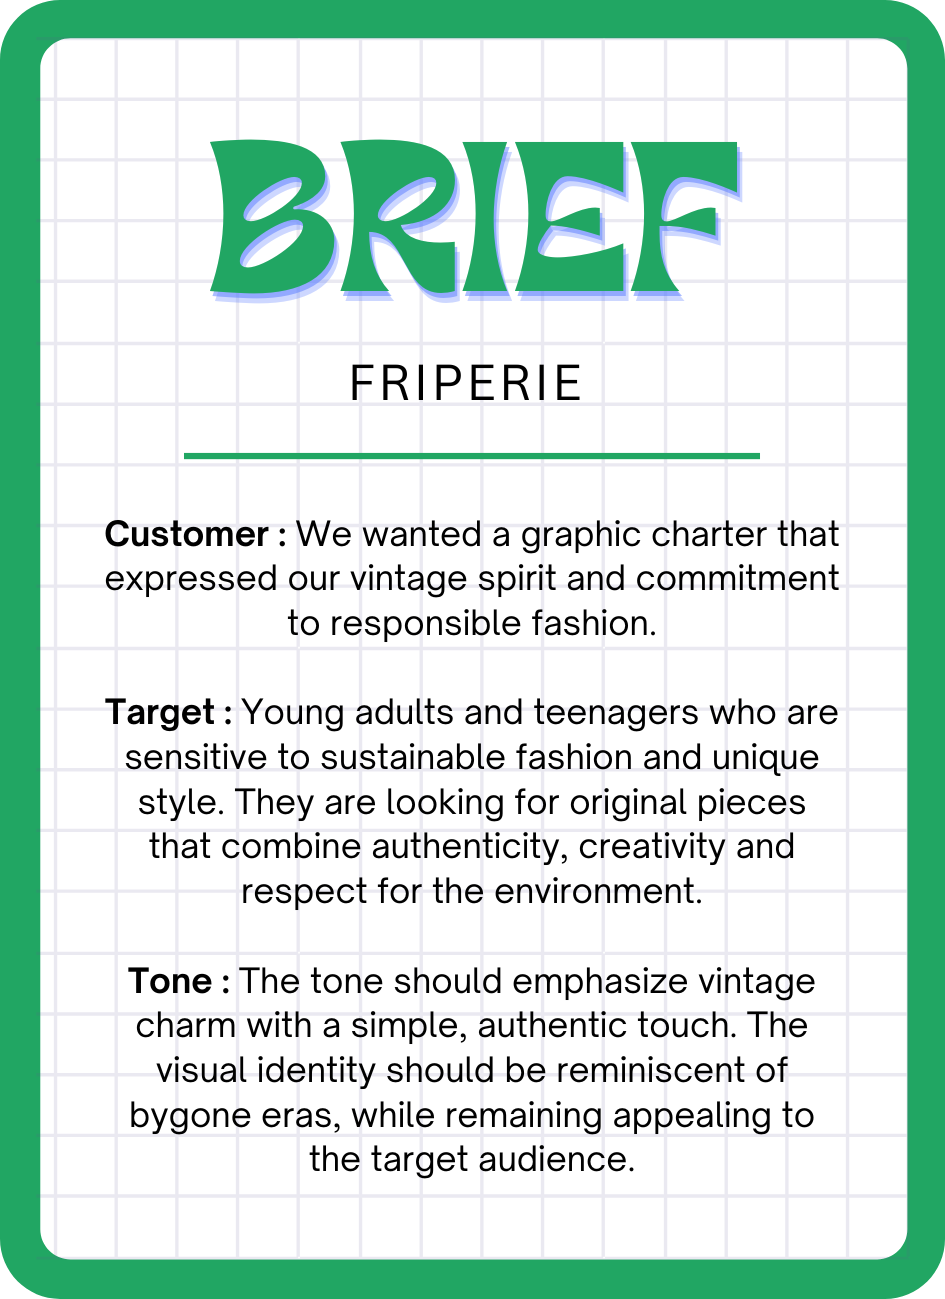 BRIEF
FRIPERIE
Customer : We wanted a graphic charter that
expressed our vintage spirit and commitment
to responsible fashion.
Target : Young adults and teenagers who are
sensitive to sustainable fashion and unique
style. They are looking for original pieces
that combine authenticity, creativity and
respect for the environment.
Tone : The tone should emphasize vintage
charm with a simple, authentic touch. The
visual identity should be reminiscent of
bygone eras, while remaining appealing to
the target audience.